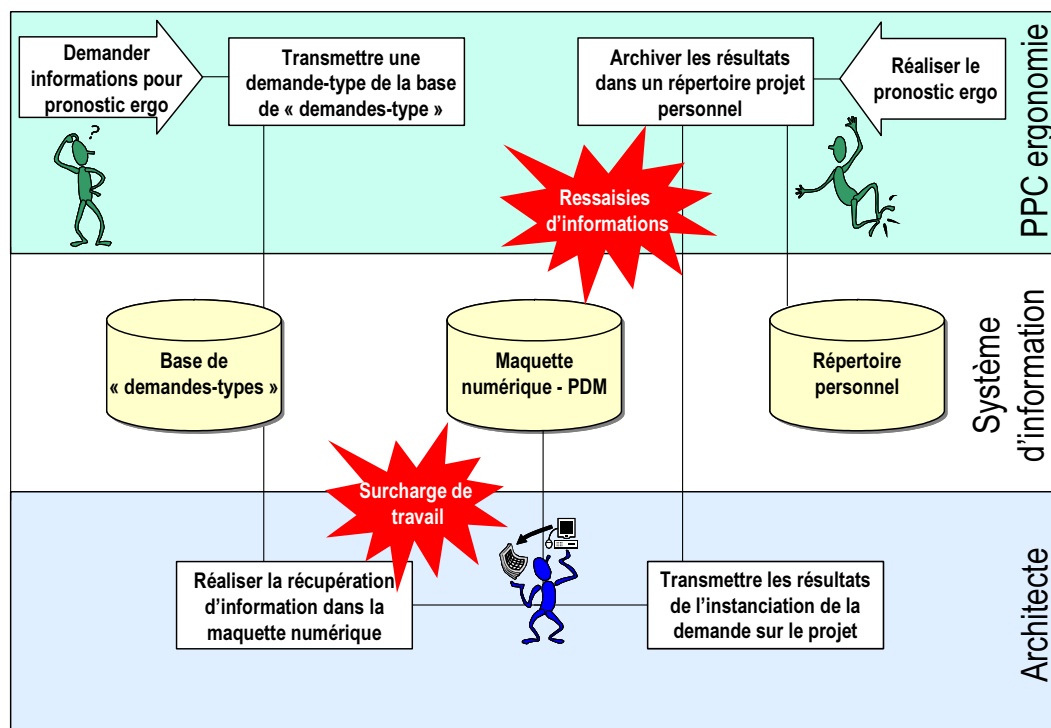 Demander
informations pour
pronostic ergo
Transmettre une
demande-type de la base
de « demandes-type »
Archiver les résultats
dans un répertoire projet
personnel
Réaliser le
pronostic ergo
PPC ergonomie
?
Ressaisies
d'informations
Base de
« demandes-types »
Maquette
numérique - PDM
Répertoire
personnel
Système
d'information
Surcharge de
travail
Réaliser la récupération
d'information dans la
maquette numérique
Transmettre les résultats
de l'instanciation de la
demande sur le projet
Architecte